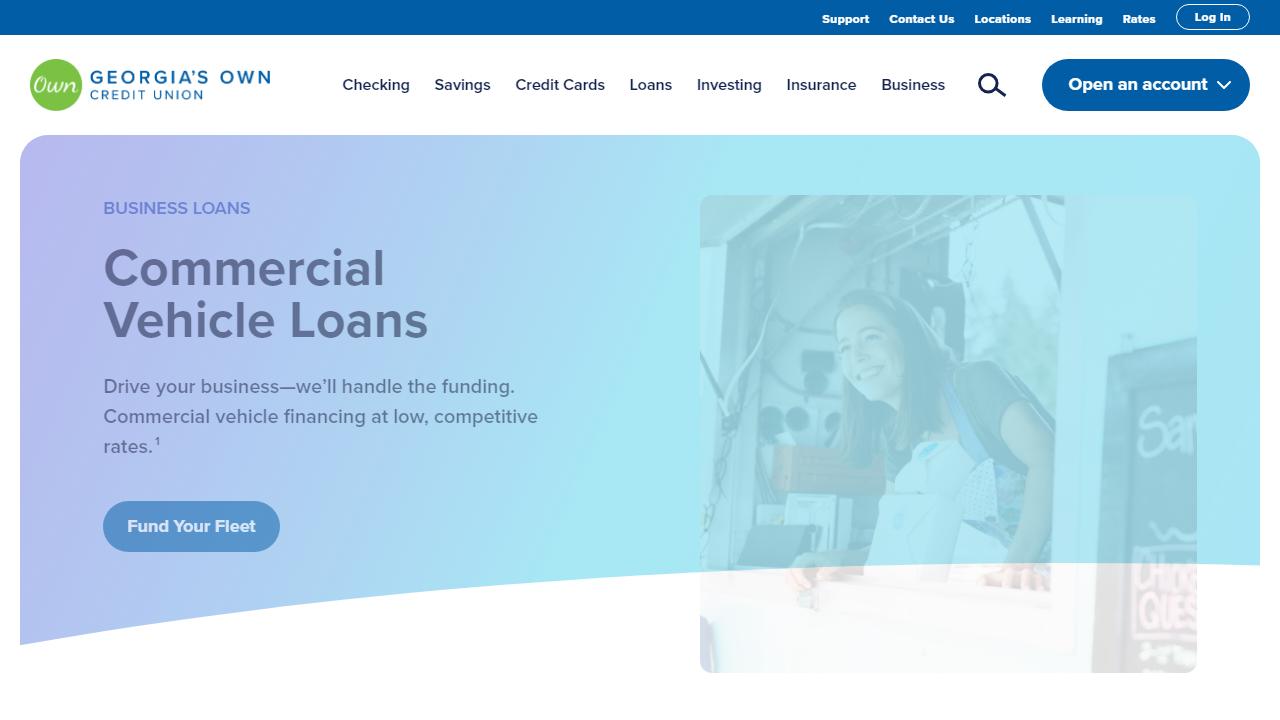 Support Contact Us Locations Learning Rates Log In
Own GEORGIA'S OWN
CREDIT UNION
Checking Savings Credit Cards Loans Investing Insurance Business
Open an account
BUSINESS LOANS
Commercial
Vehicle Loans
Drive your business—we’ll handle the funding.
Commercial vehicle financing at low, competitive
rates.¹
Fund Your Fleet